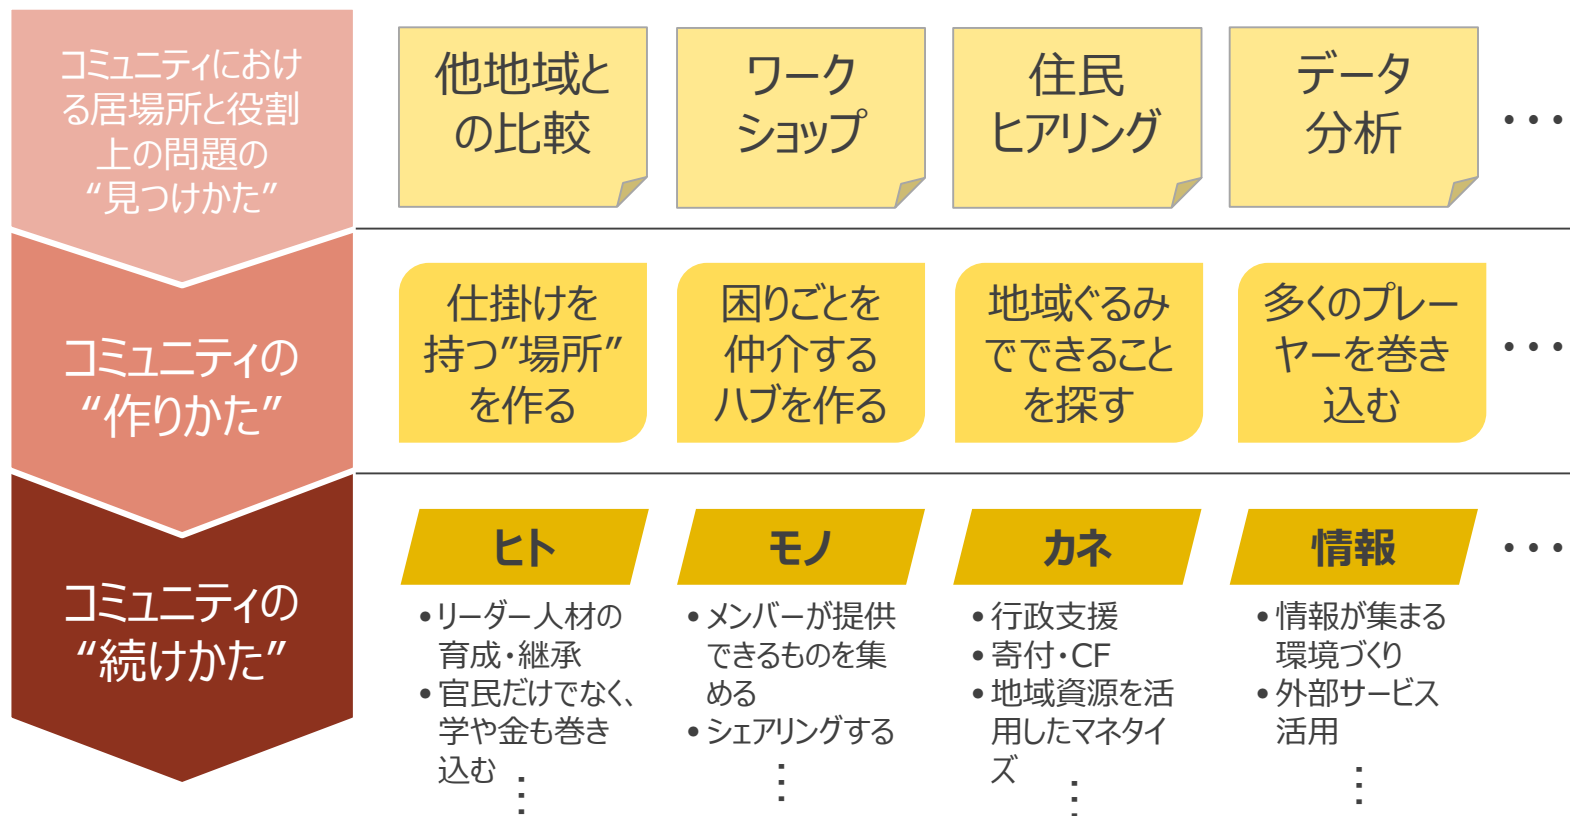 コミュニティにおけ
る居場所と役割
上の問題の
“見つけかた”
他地域と
の比較
ワーク
ショップ
住民
ヒアリング
データ
分析
・・・
コミュニティの
“作りかた”
仕掛けを
持つ”場所”
を作る
困りごとを
仲介する
ハブを作る
地域ぐるみ
でできること
を探す
多くのプレー
ヤーを巻き
込む
・・・
コミュニティの
“続けかた”
ヒト
•リーダー人材の
育成・継承
•官民だけでなく、
学や金も巻き
込む
…
モノ
•メンバーが提供
できるものを集
める
•シェアリングする
…
カネ
•行政支援
•寄付・CF
•地域資源を活
用したマネタイ
ズ
…
情報
•情報が集まる
環境づくり
•外部サービス
活用
…
・・・